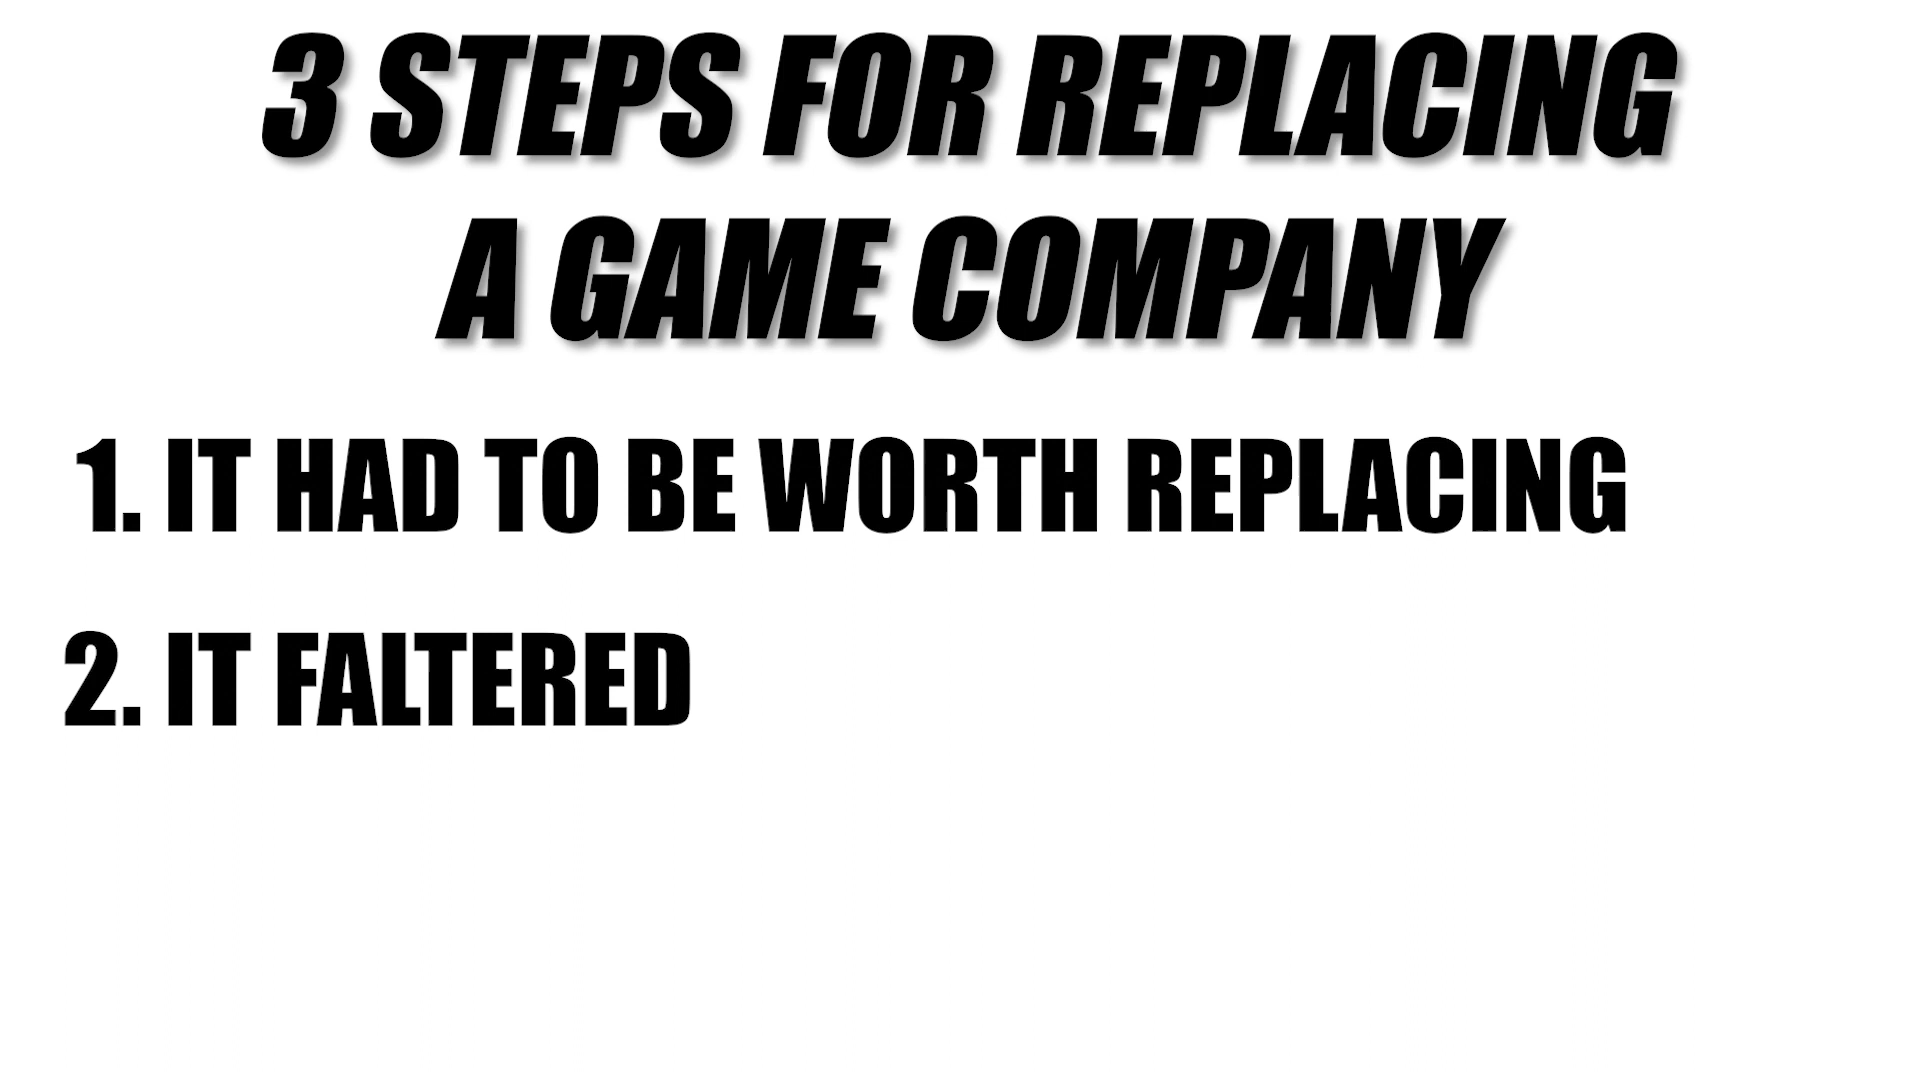 3 STEPS FOR REPLACING
A GAME COMPANY
1. IT HAD TO BE WORTH REPLACING
2. IT FALTERED